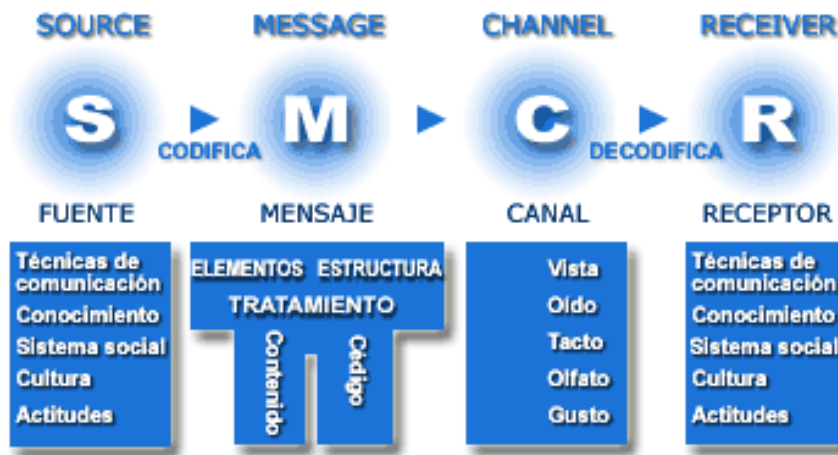 SOURCE MESSAGE CHANNEL RECEIVER
S M C R
CODIFICA DECODIFICA
FUENTE MENSAJE CANAL RECEPTOR
Técnicas de
comunicación
Conocimiento
Sistema social
Cultura
Actitudes
ELEMENTOS ESTRUCTURA
TRATAMIENTO
Contenido
Código
Vista
Oído
Tacto
Olfato
Gusto
Técnicas de
comunicación
Conocimiento
Sistema social
Cultura
Actitudes